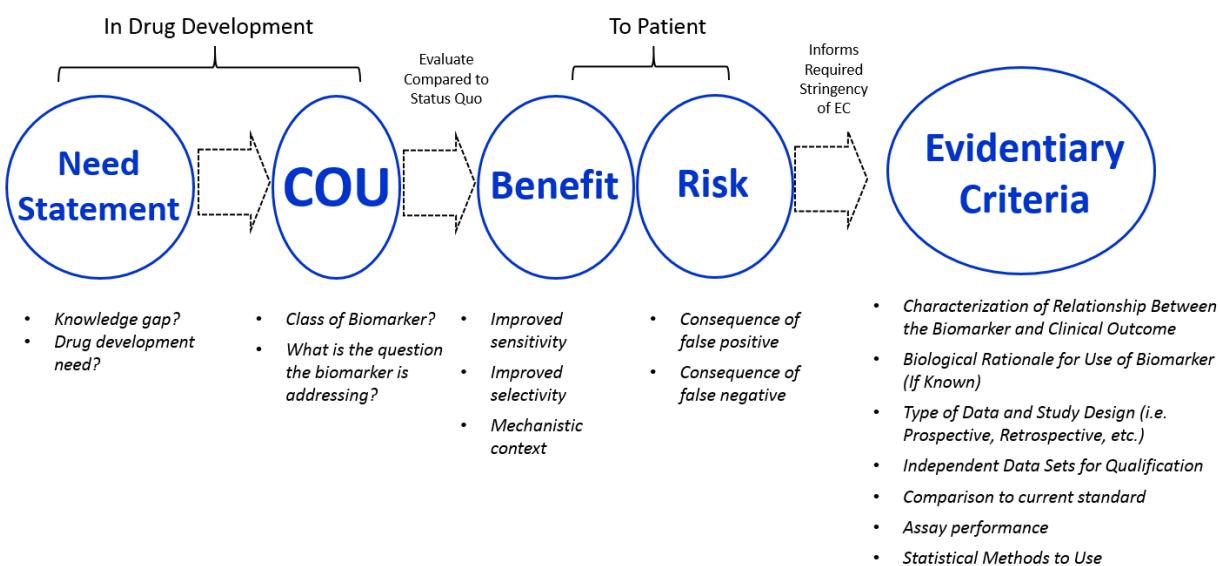 In Drug Development
To Patient
Evaluate
Compared to
Status Quo
Informs
Required
Stringency
of EC
Need
Statement
COU
Benefit
Risk
Evidentiary
Criteria
• Knowledge gap?
• Drug development
need?
• Class of Biomarker?
• What is the question
the biomarker is
addressing?
• Improved
sensitivity
• Improved
selectivity
• Mechanistic
context
• Consequence of
false positive
• Consequence of
false negative
• Characterization of Relationship Between
the Biomarker and Clinical Outcome
• Biological Rationale for Use of Biomarker
(If Known)
• Type of Data and Study Design (i.e.
Prospective, Retrospective, etc.)
• Independent Data Sets for Qualification
• Comparison to current standard
• Assay performance
• Statistical Methods to Use